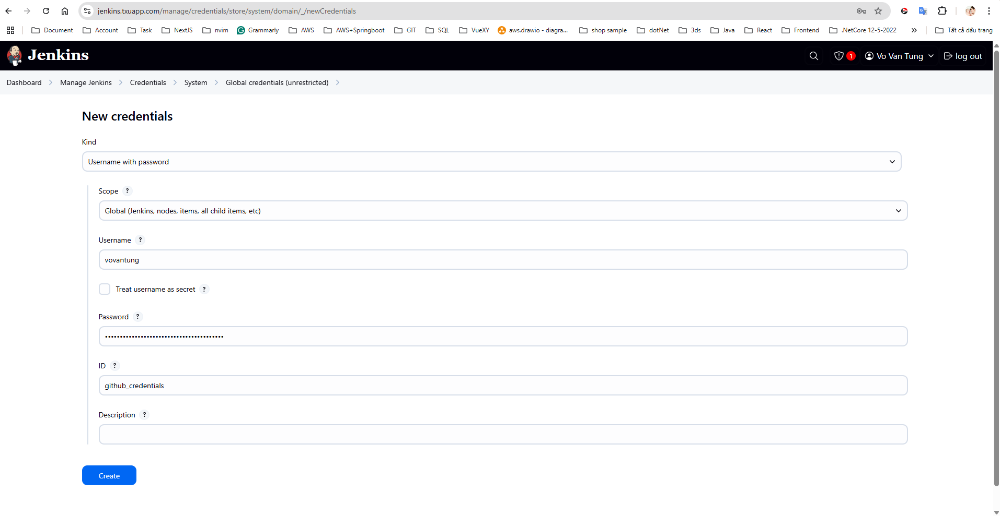 jenkins.txuapp.com/manage/credentials/store/system/domain/_/newCredentials
Document Account Task NextJS nvim Grammarly AWS AWS+Springboot GIT SQL VueXY aws.drawio - diagra... shop sample dotNet 3ds Java React Frontend .NetCore 12-5-2022 » Tất cả dấu trang
Jenkins 1 Vo Van Tung log out
Dashboard Manage Jenkins Credentials System Global credentials (unrestricted)
New credentials
Kind
Username with password
Scope ?
Global (Jenkins, nodes, items, all child items, etc)
Username ?
vovantung
Treat username as secret ?
Password ?
••••••••••••••••••••••••••••••••••••••••
ID ?
github_credentials
Description ?
Create